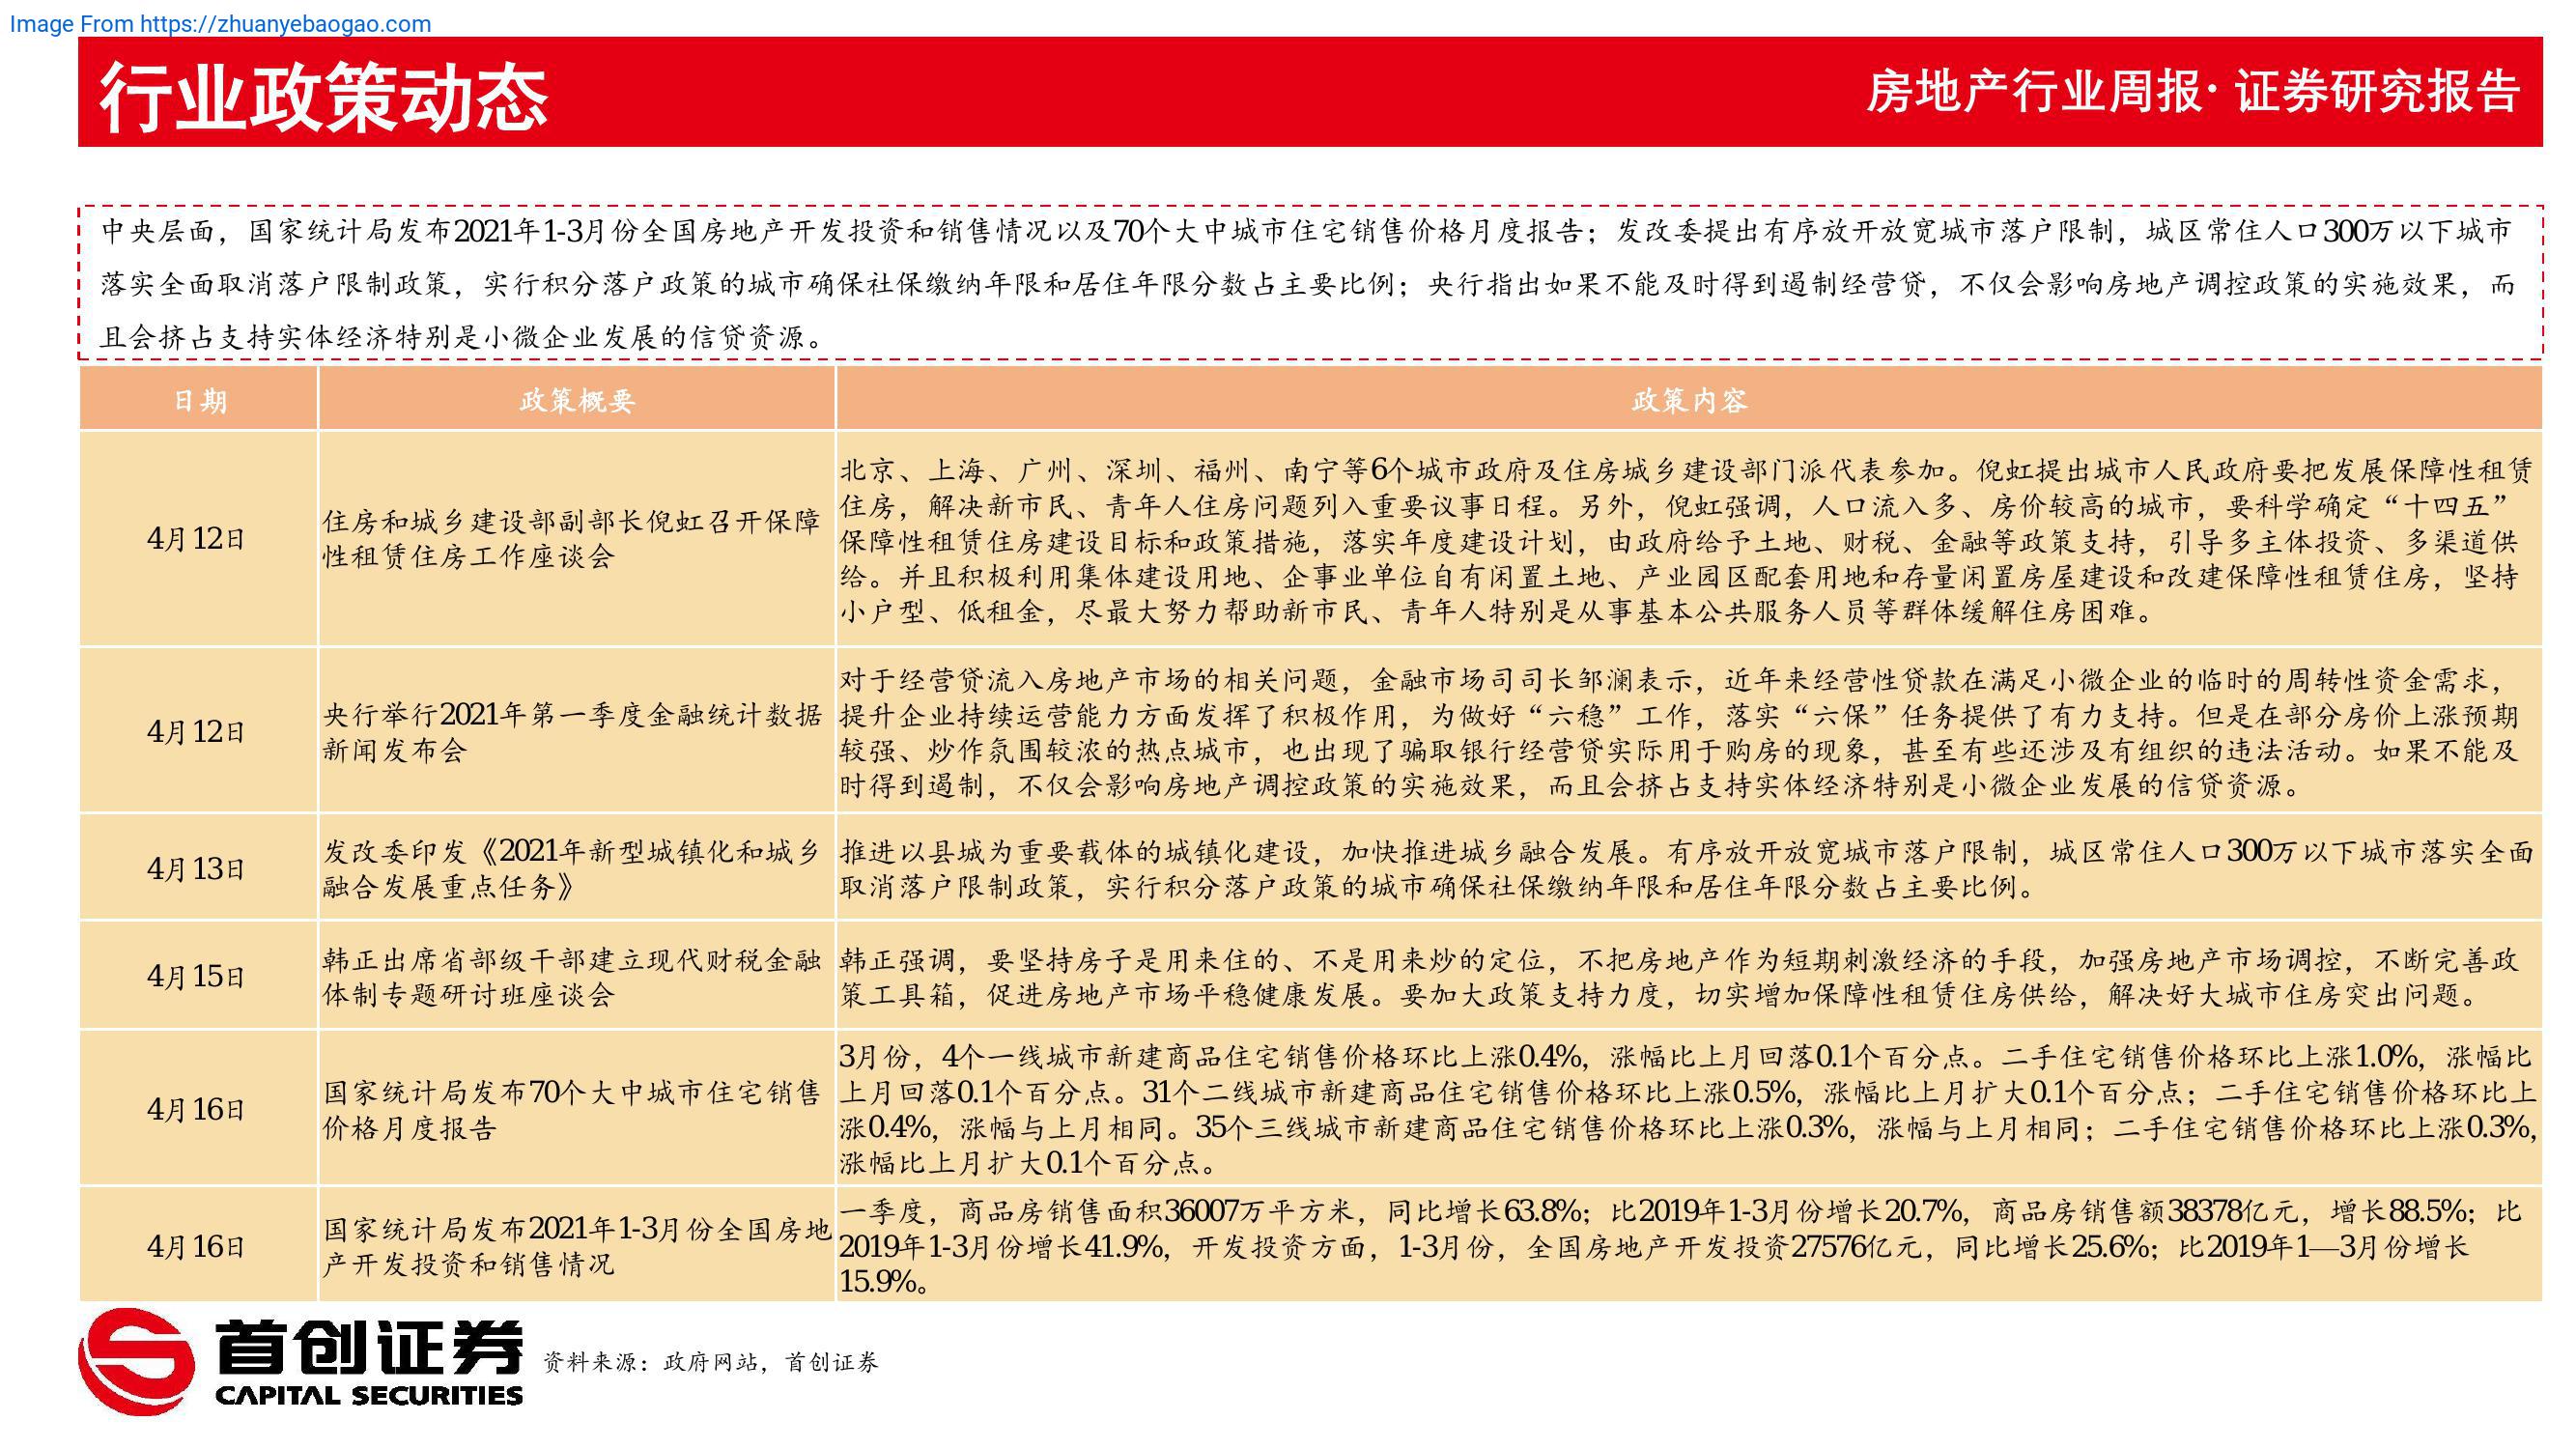 Image From https://zhuanyebaogao.com
行业政策动态
房地产行业周报· 证券研究报告
中央层面，国家统计局发布2021年1-3月份全国房地产开发投资和销售情况以及70个大中城市住宅销售价格月度报告；发改委提出有序放开放宽城市落户限制，城区常住人口300万以下城市
落实全面取消落户限制政策，实行积分落户政策的城市确保社保缴纳年限和居住年限分数占主要比例；央行指出如果不能及时得到遏制经营贷，不仅会影响房地产调控政策的实施效果，而
且会挤占支持实体经济特别是小微企业发展的信贷资源。
日期
政策概要
政策内容
4月12日
住房和城乡建设部副部长倪虹召开保障
性租赁住房工作座谈会
北京、上海、广州、深圳、福州、南宁等6个城市政府及住房城乡建设部门派代表参加。倪虹提出城市人民政府要把发展保障性租赁
住房，解决新市民、青年人住房问题列入重要议事日程。另外，倪虹强调，人口流入多、房价较高的城市，要科学确定“十四五”
保障性租赁住房建设目标和政策措施，落实年度建设计划，由政府给予土地、财税、金融等政策支持，引导多主体投资、多渠道供
给。并且积极利用集体建设用地、企事业单位自有闲置土地、产业园区配套用地和存量闲置房屋建设和改建保障性租赁住房，坚持
小户型、低租金，尽最大努力帮助新市民、青年人特别是从事基本公共服务人员等群体缓解住房困难。
4月12日
央行举行2021年第一季度金融统计数据
新闻发布会
对于经营贷流入房地产市场的相关问题，金融市场司司长邹澜表示，近年来经营性贷款在满足小微企业的临时的周转性资金需求，
提升企业持续运营能力方面发挥了积极作用，为做好“六稳”工作，落实“六保”任务提供了有力支持。但是在部分房价上涨预期
较强、炒作氛围较浓的热点城市，也出现了骗取银行经营贷实际用于购房的现象，甚至有些还涉及有组织的违法活动。如果不能及
时得到遏制，不仅会影响房地产调控政策的实施效果，而且会挤占支持实体经济特别是小微企业发展的信贷资源。
4月13日
发改委印发《2021年新型城镇化和城乡
融合发展重点任务》
推进以县城为重要载体的城镇化建设，加快推进城乡融合发展。有序放开放宽城市落户限制，城区常住人口300万以下城市落实全面
取消落户限制政策，实行积分落户政策的城市确保社保缴纳年限和居住年限分数占主要比例。
4月15日
韩正出席省部级干部建立现代财税金融
体制专题研讨班座谈会
韩正强调，要坚持房子是用来住的、不是用来炒的定位，不把房地产作为短期刺激经济的手段，加强房地产市场调控，不断完善政
策工具箱，促进房地产市场平稳健康发展。要加大政策支持力度，切实增加保障性租赁住房供给，解决好大城市住房突出问题。
4月16日
国家统计局发布70个大中城市住宅销售
价格月度报告
3月份，4个一线城市新建商品住宅销售价格环比上涨0.4%，涨幅比上月回落0.1个百分点。二手住宅销售价格环比上涨1.0%，涨幅比
上月回落0.1个百分点。31个二线城市新建商品住宅销售价格环比上涨0.5%，涨幅比上月扩大0.1个百分点；二手住宅销售价格环比上
涨0.4%，涨幅与上月相同。35个三线城市新建商品住宅销售价格环比上涨0.3%，涨幅与上月相同；二手住宅销售价格环比上涨0.3%，
涨幅比上月扩大0.1个百分点。
4月16日
国家统计局发布2021年1-3月份全国房地
产开发投资和销售情况
一季度，商品房销售面积36007万平方米，同比增长63.8%；比2019年1-3月份增长20.7%，商品房销售额38378亿元，增长88.5%；比
2019年1-3月份增长41.9%，开发投资方面，1-3月份，全国房地产开发投资27576亿元，同比增长25.6%；比2019年1—3月份增长
15.9%。
首创证券
CAPITAL SECURITIES
资料来源：政府网站，首创证券